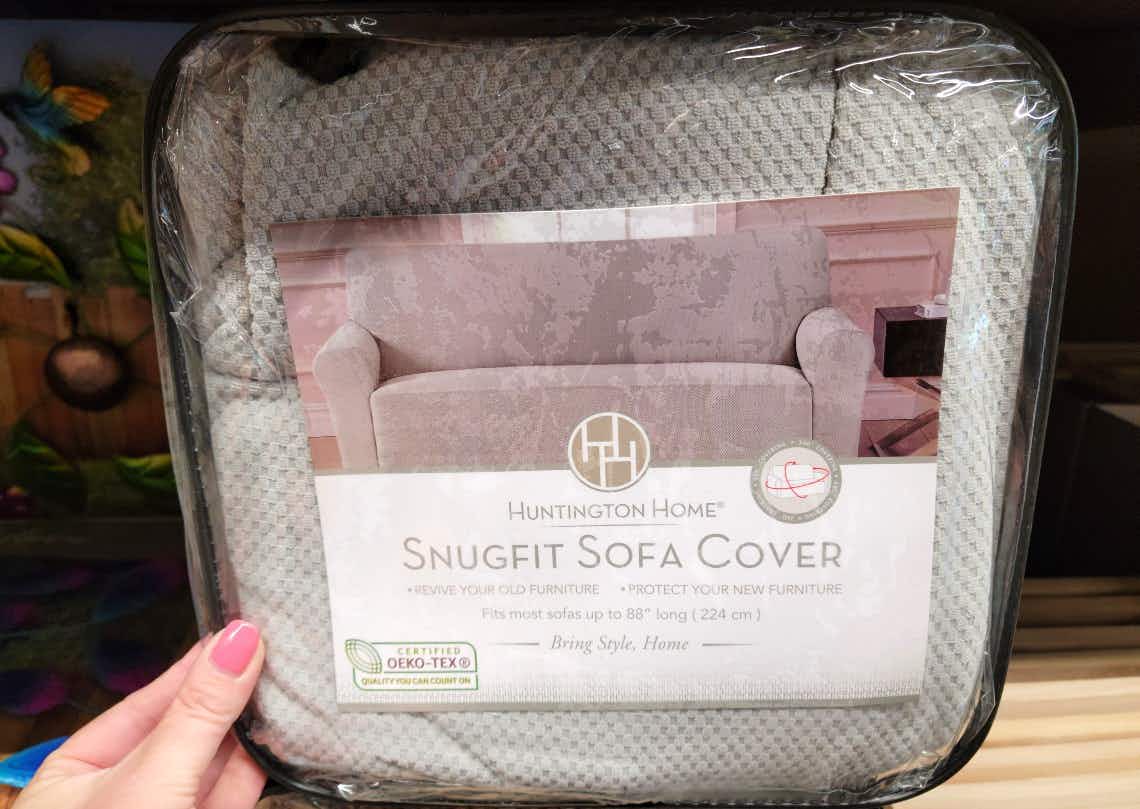 HUNTINGTON HOME®
SNUGFIT SOFA COVER
• REVIVE YOUR OLD FURNITURE • PROTECT YOUR NEW FURNITURE
Fits most sofas up to 88" long ( 224 cm )
Bring Style, Home
CERTIFIED
OEKO-TEX®
QUALITY YOU CAN COUNT ON